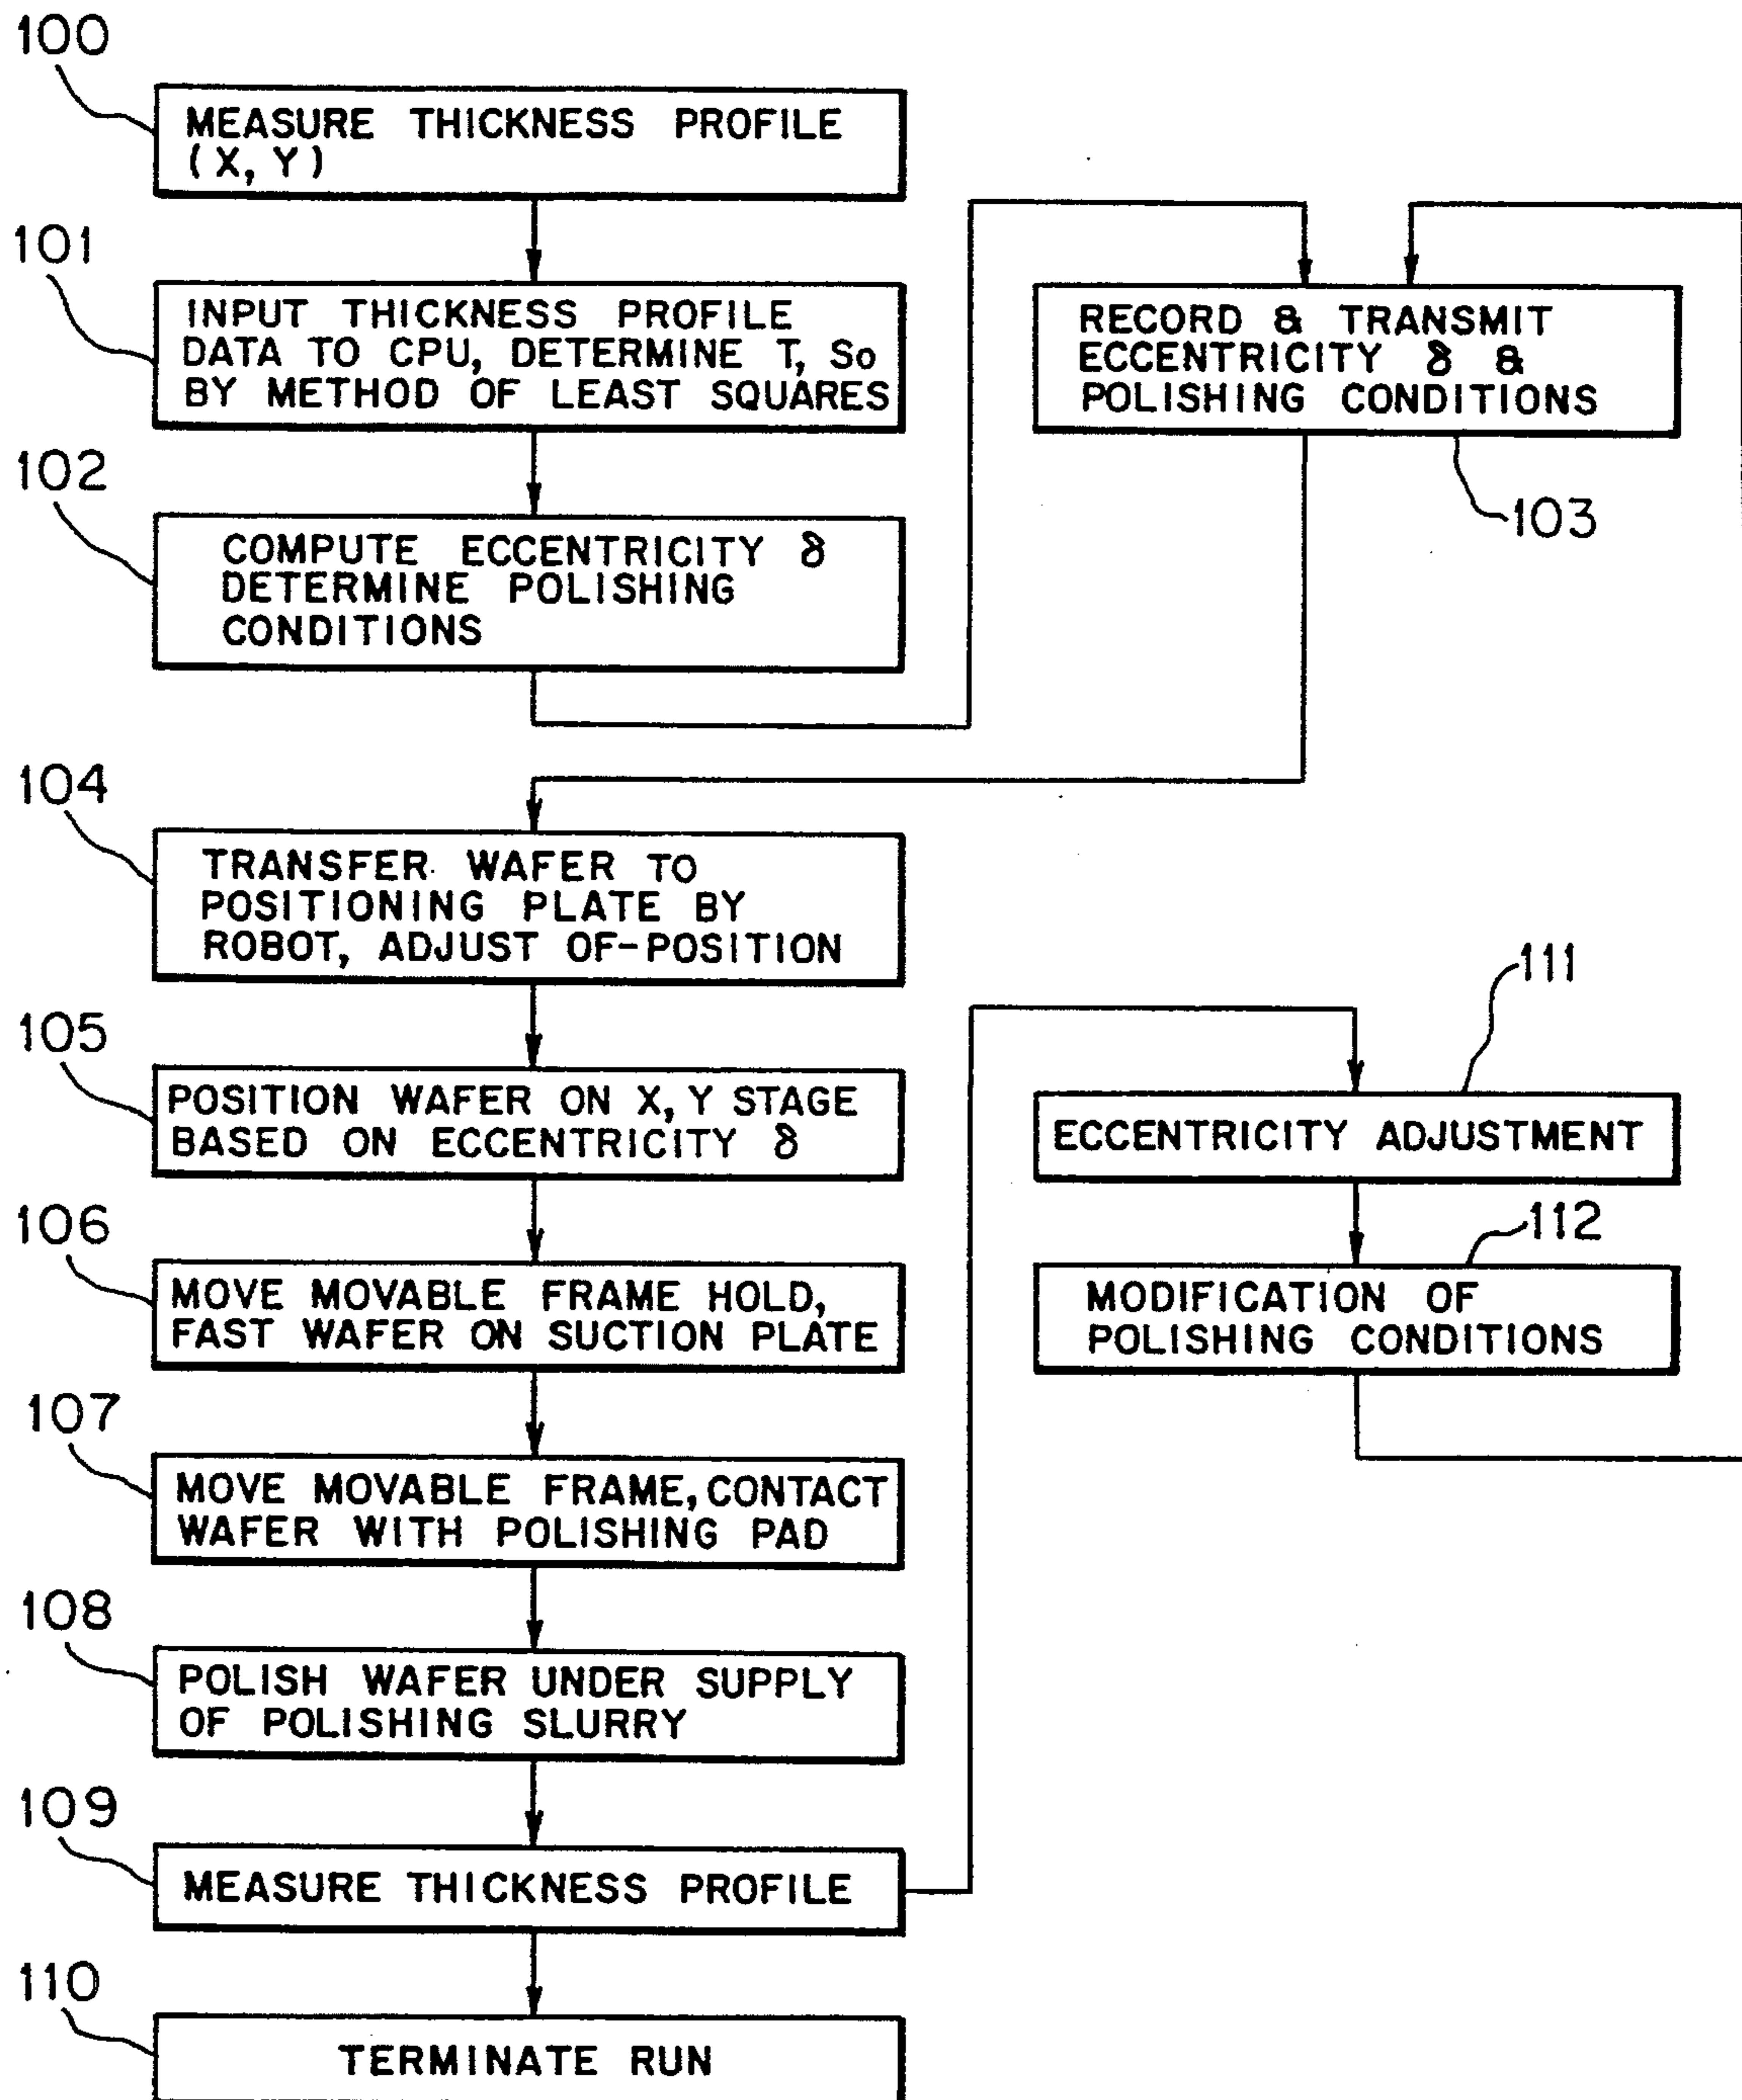 100
MEASURE THICKNESS PROFILE
(X, Y)
101
INPUT THICKNESS PROFILE
DATA TO CPU, DETERMINE T, So
BY METHOD OF LEAST SQUARES
102
COMPUTE ECCENTRICITY δ
DETERMINE POLISHING
CONDITIONS
RECORD & TRANSMIT
ECCENTRICITY δ &
POLISHING CONDITIONS
103
104
TRANSFER WAFER TO
POSITIONING PLATE BY
ROBOT, ADJUST OF-POSITION
105
POSITION WAFER ON X, Y STAGE
BASED ON ECCENTRICITY δ
106
MOVE MOVABLE FRAME HOLD,
FAST WAFER ON SUCTION PLATE
107
MOVE MOVABLE FRAME, CONTACT
WAFER WITH POLISHING PAD
108
POLISH WAFER UNDER SUPPLY
OF POLISHING SLURRY
109
MEASURE THICKNESS PROFILE
110
TERMINATE RUN
111
ECCENTRICITY ADJUSTMENT
112
MODIFICATION OF
POLISHING CONDITIONS